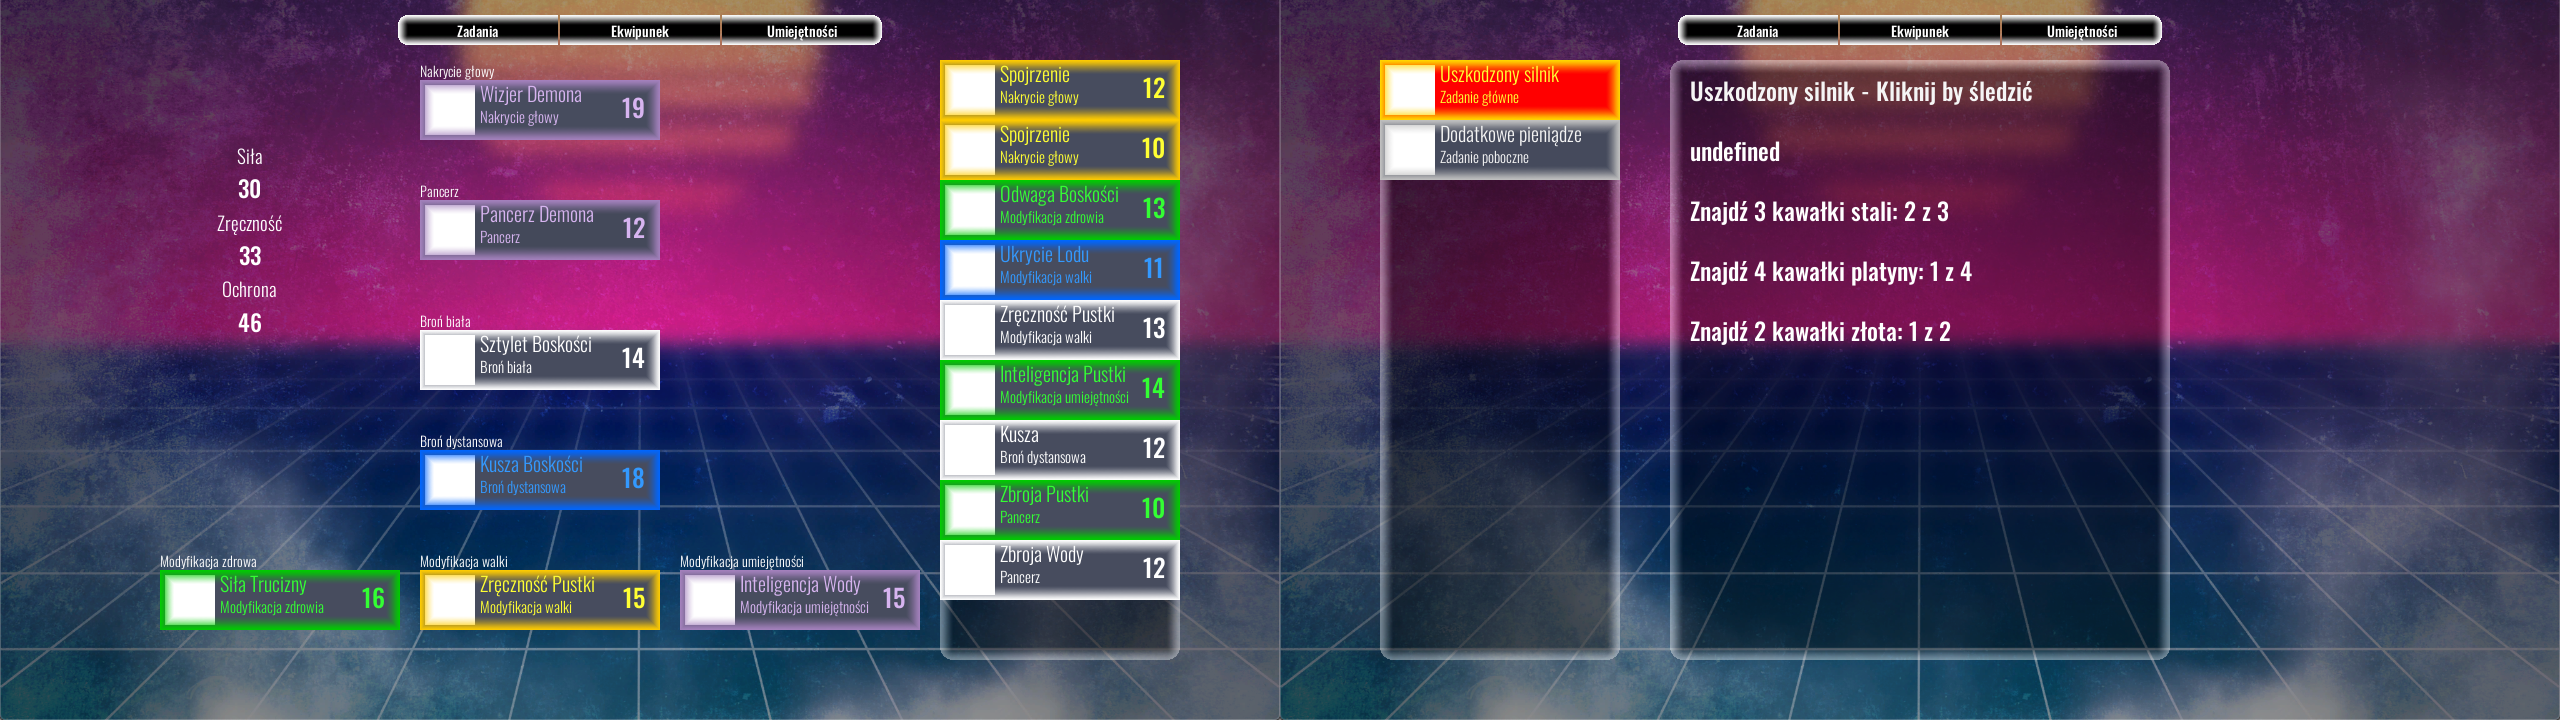 Zadania
Ekwipunek
Umiejętności
Siła
30
Zręczność
33
Ochrona
46
Nakrycie głowy
Wizjer Demona
Nakrycie głowy
19
Pancerz
Pancerz Demona
Pancerz
12
Broń biała
Sztylet Boskości
Broń biała
14
Broń dystansowa
Kusza Boskości
Broń dystansowa
18
Modyfikacja zdrowa
Siła Trucizny
Modyfikacja zdrowia
16
Modyfikacja walki
Zręczność Pustki
Modyfikacja walki
15
Modyfikacja umiejętności
Inteligencja Wody
Modyfikacja umiejętności
15
Spojrzenie
Nakrycie głowy
12
Spojrzenie
Nakrycie głowy
10
Odwaga Boskości
Modyfikacja zdrowia
13
Ukrycie Lodu
Modyfikacja walki
11
Zręczność Pustki
Modyfikacja walki
13
Inteligencja Pustki
Modyfikacja umiejętności
14
Kusza
Broń dystansowa
12
Zbroja Pustki
Pancerz
10
Zbroja Wody
Pancerz
12
Zadania
Ekwipunek
Umiejętności
Uszkodzony silnik
Zadanie główne
Dodatkowe pieniądze
Zadanie poboczne
Uszkodzony silnik - Kliknij by śledzić
undefined
Znajdź 3 kawałki stali: 2 z 3
Znajdź 4 kawałki platyny: 1 z 4
Znajdź 2 kawałki złota: 1 z 2